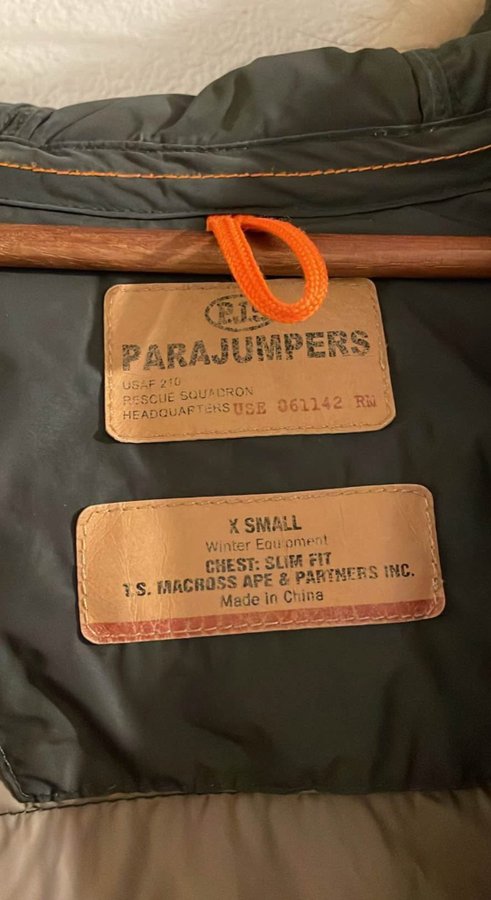 P.J.S
PARAJUMPERS
USAF 210
RESCUE SQUADRON
HEADQUARTERS USE 061142 RN
X SMALL
Winter Equipment
CHEST: SLIM FIT
T.S. MACROSS APE & PARTNERS INC.
Made in China